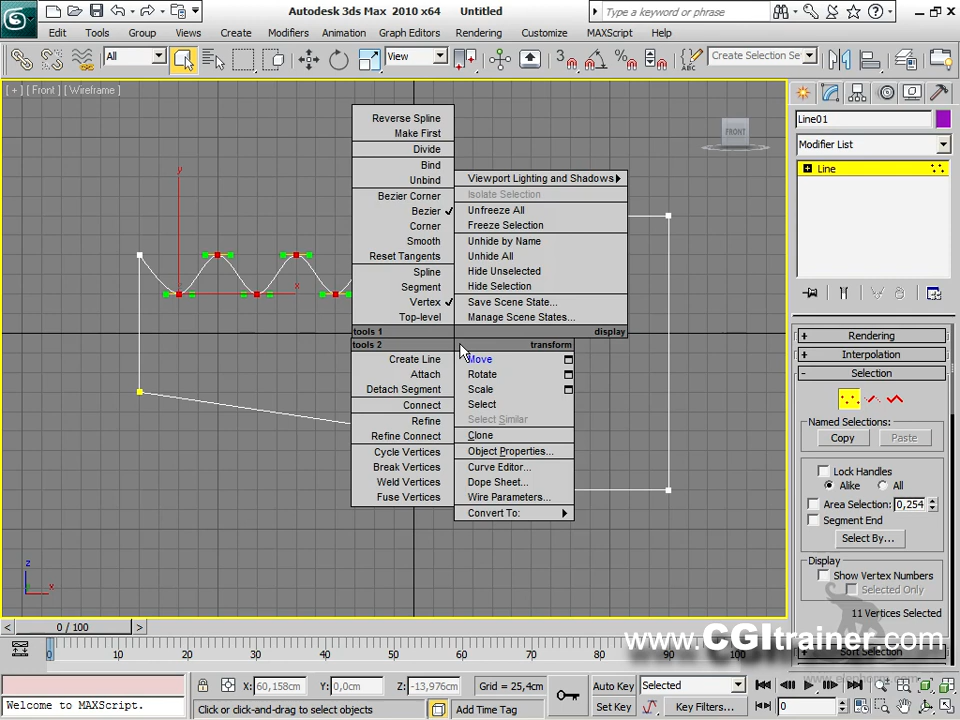 Autodesk 3ds Max 2010 x64    Untitled
Type a keyword or phrase
Edit Tools Group Views Create Modifiers Animation Graph Editors Rendering Customize MAXScript Help
All
View
3
Create Selection Se
[ + ] [ Front ] [ Wireframe ]
FRONT
Line01
Modifier List
Line
Reverse Spline
Make First
Divide
Bind
Unbind
Bezier Corner
Bezier
Corner
Smooth
Reset Tangents
Spline
Segment
Vertex
Top-level
tools 1
Viewport Lighting and Shadows
Isolate Selection
Unfreeze All
Freeze Selection
Unhide by Name
Unhide All
Hide Unselected
Hide Selection
Save Scene State...
Manage Scene States...
display
tools 2
Create Line
Attach
Detach Segment
Connect
Refine
Refine Connect
Cycle Vertices
Break Vertices
Weld Vertices
Fuse Vertices
transform
Move
Rotate
Scale
Select
Select Similar
Clone
Object Properties...
Curve Editor...
Dope Sheet...
Wire Parameters...
Convert To:
y
x
z
x
+ Rendering
+ Interpolation
- Selection
Named Selections:
Copy Paste
Lock Handles
Alike All
Area Selection: 0,254
Segment End
Select By...
Display
Show Vertex Numbers
Selected Only
11 Vertices Selected
Soft Selection
www.CGItrainer.com
< 0 / 100 >
0 10 20 30 40 50 60 70 80 90 100
X: 60,158cm Y: 0,0cm Z: -13,976cm Grid = 25,4cm
Auto Key Selected
Welcome to MAXScript.
Click or click-and-drag to select objects
Add Time Tag
Set Key Key Filters... 0